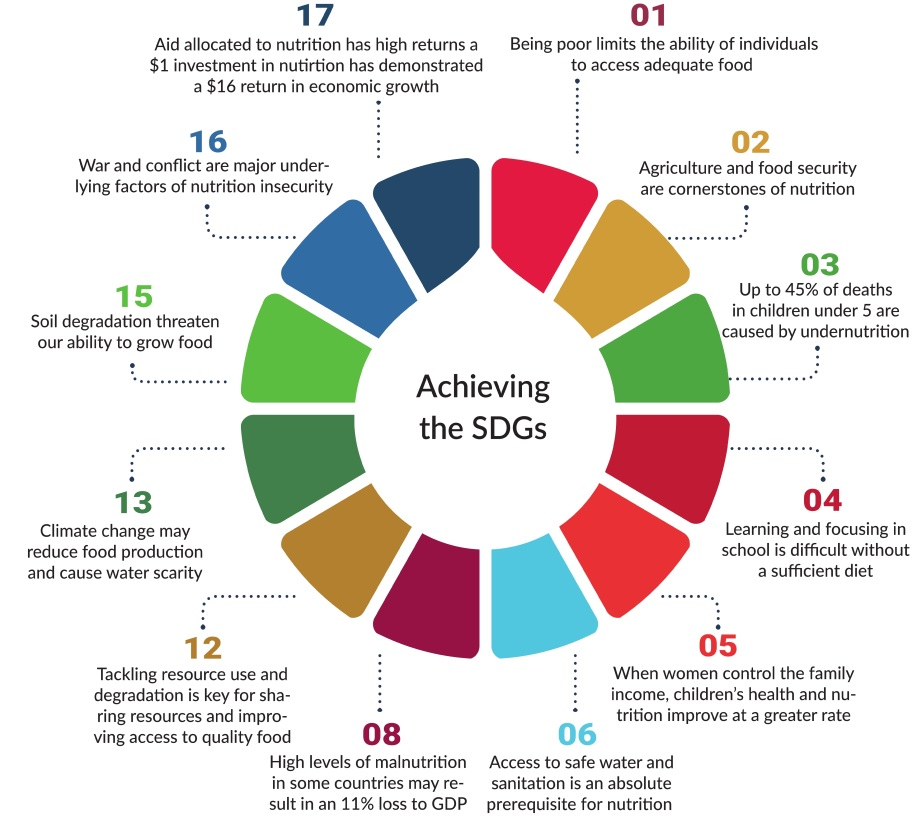 17
Aid allocated to nutrition has high returns a
$1 investment in nutirtion has demonstrated
a $16 return in economic growth
01
Being poor limits the ability of individuals
to access adequate food
16
War and conflict are major under-
lying factors of nutrition insecurity
02
Agriculture and food security
are cornerstones of nutrition
03
Up to 45% of deaths
in children under 5 are
caused by undernutrition
15
Soil degradation threaten
our ability to grow food
Achieving
the SDGs
13
Climate change may
reduce food production
and cause water scarity
04
Learning and focusing in
school is difficult without
a sufficient diet
12
Tackling resource use and
degradation is key for sha-
ring resources and impro-
ving access to quality food
05
When women control the family
income, children's health and nu-
trition improve at a greater rate
08
High levels of malnutrition
in some countries may re-
sult in an 11% loss to GDP
06
Access to safe water and
sanitation is an absolute
prerequisite for nutrition